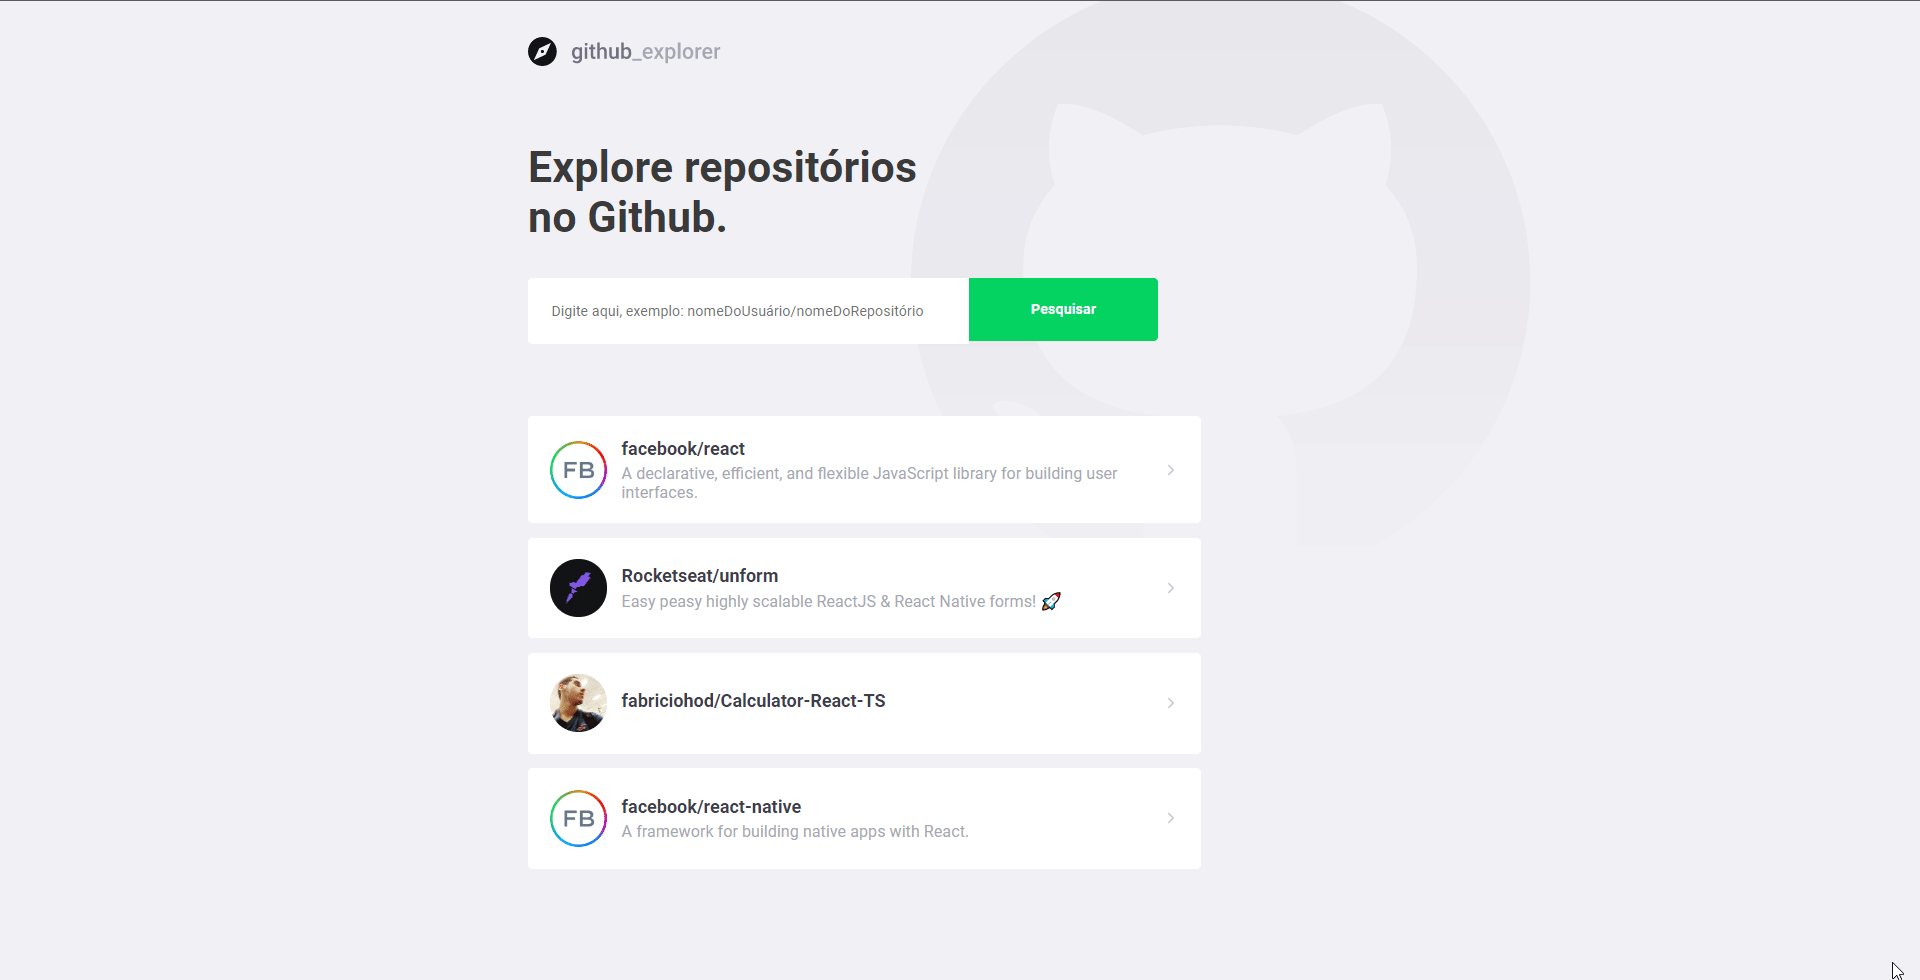 github_explorer
Explore repositórios
no Github.
Digite aqui, exemplo: nomeDoUsuário/nomeDoRepositório
Pesquisar
FB
facebook/react
A declarative, efficient, and flexible JavaScript library for building user
interfaces.
Rocketseat/unform
Easy peasy highly scalable ReactJS & React Native forms! 🚀
fabriciohod/Calculator-React-TS
FB
facebook/react-native
A framework for building native apps with React.